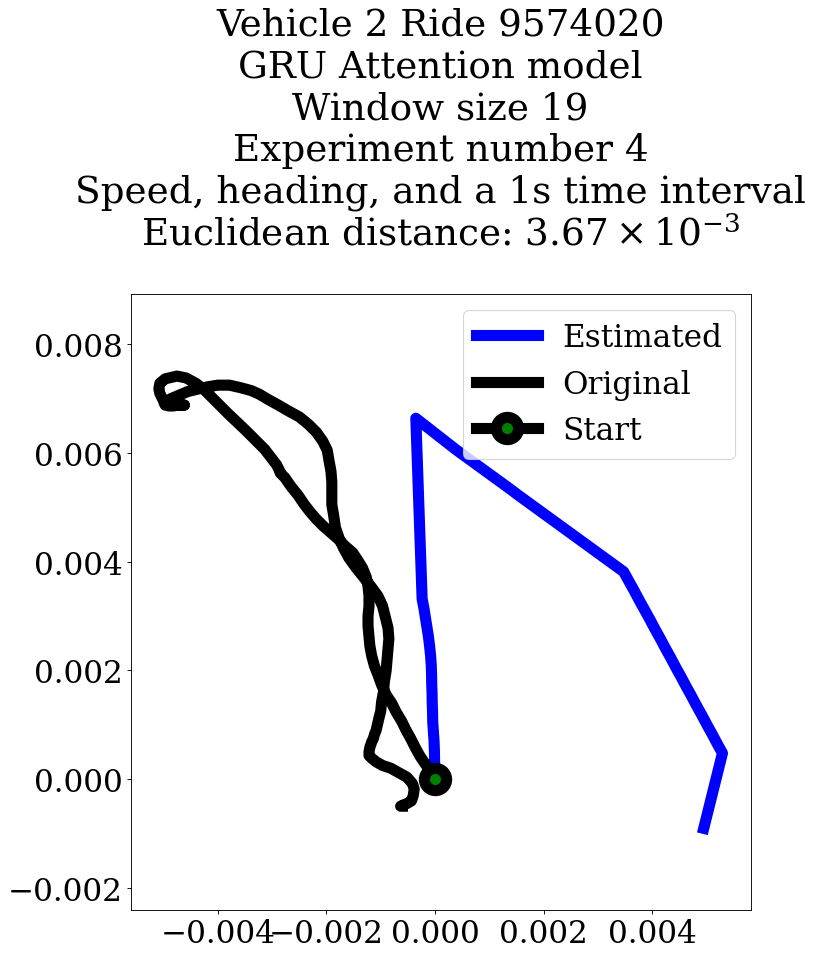 Vehicle 2 Ride 9574020
GRU Attention model
Window size 19
Experiment number 4
Speed, heading, and a 1s time interval
Euclidean distance: 3.67 × 10⁻³
Estimated
Original
Start
0.008
0.006
0.004
0.002
0.000
−0.002
−0.004 −0.002 0.000 0.002 0.004